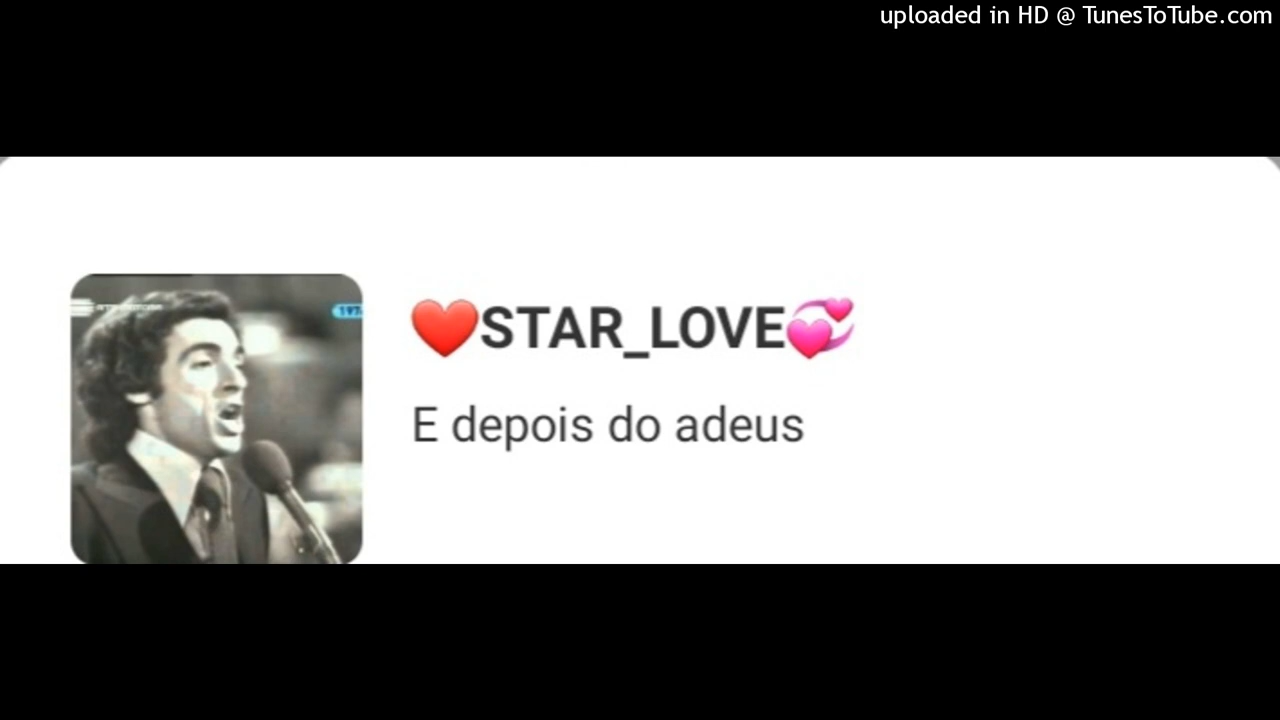 uploaded in HD @ TunesToTube.com
❤️STAR_LOVE💞
E depois do adeus